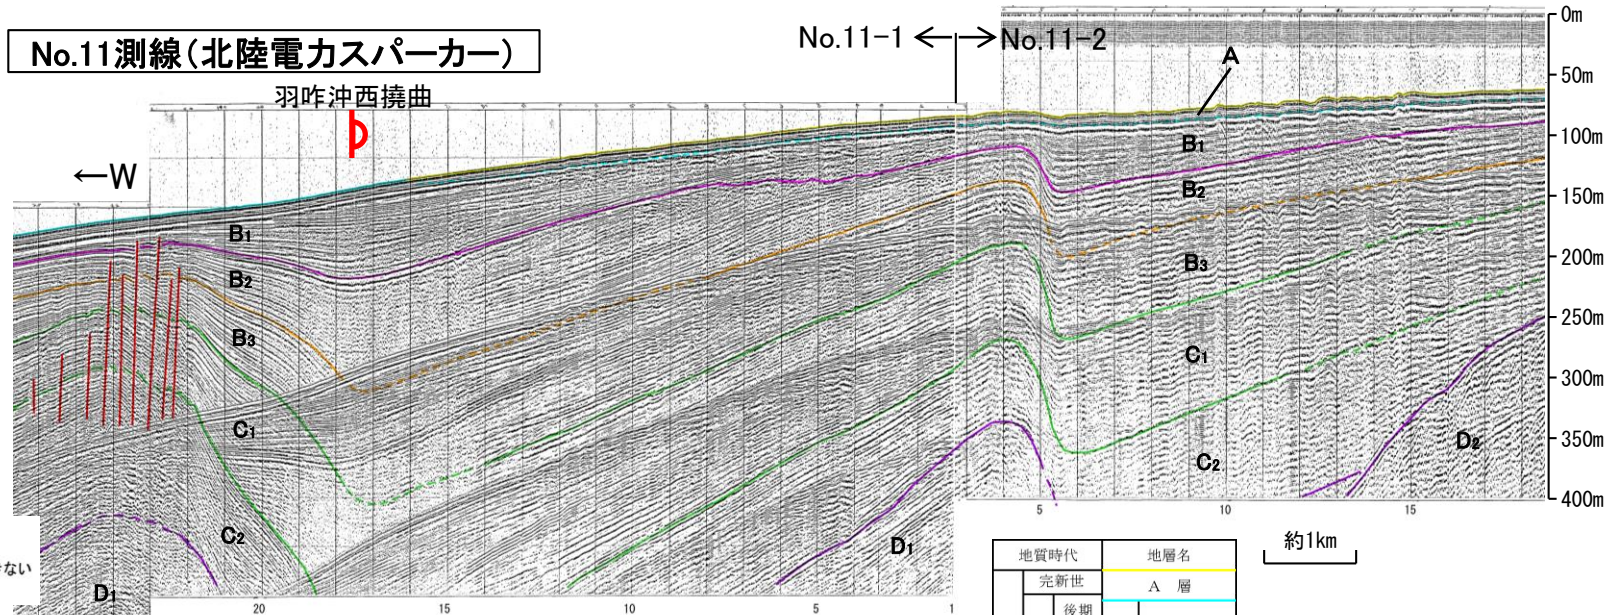 No.11測線(北陸電力スパーカー)
No.11-1
No.11-2
羽咋沖西撓曲
←W
A
B1
B2
B3
C1
C2
D1
B1
B2
B3
C1
C2
D1
D2
0m
50m
100m
150m
200m
250m
300m
350m
400m
20
15
10
5
1
5
10
15
ない
約1km
地質時代
地層名
完新世
A 層
後期